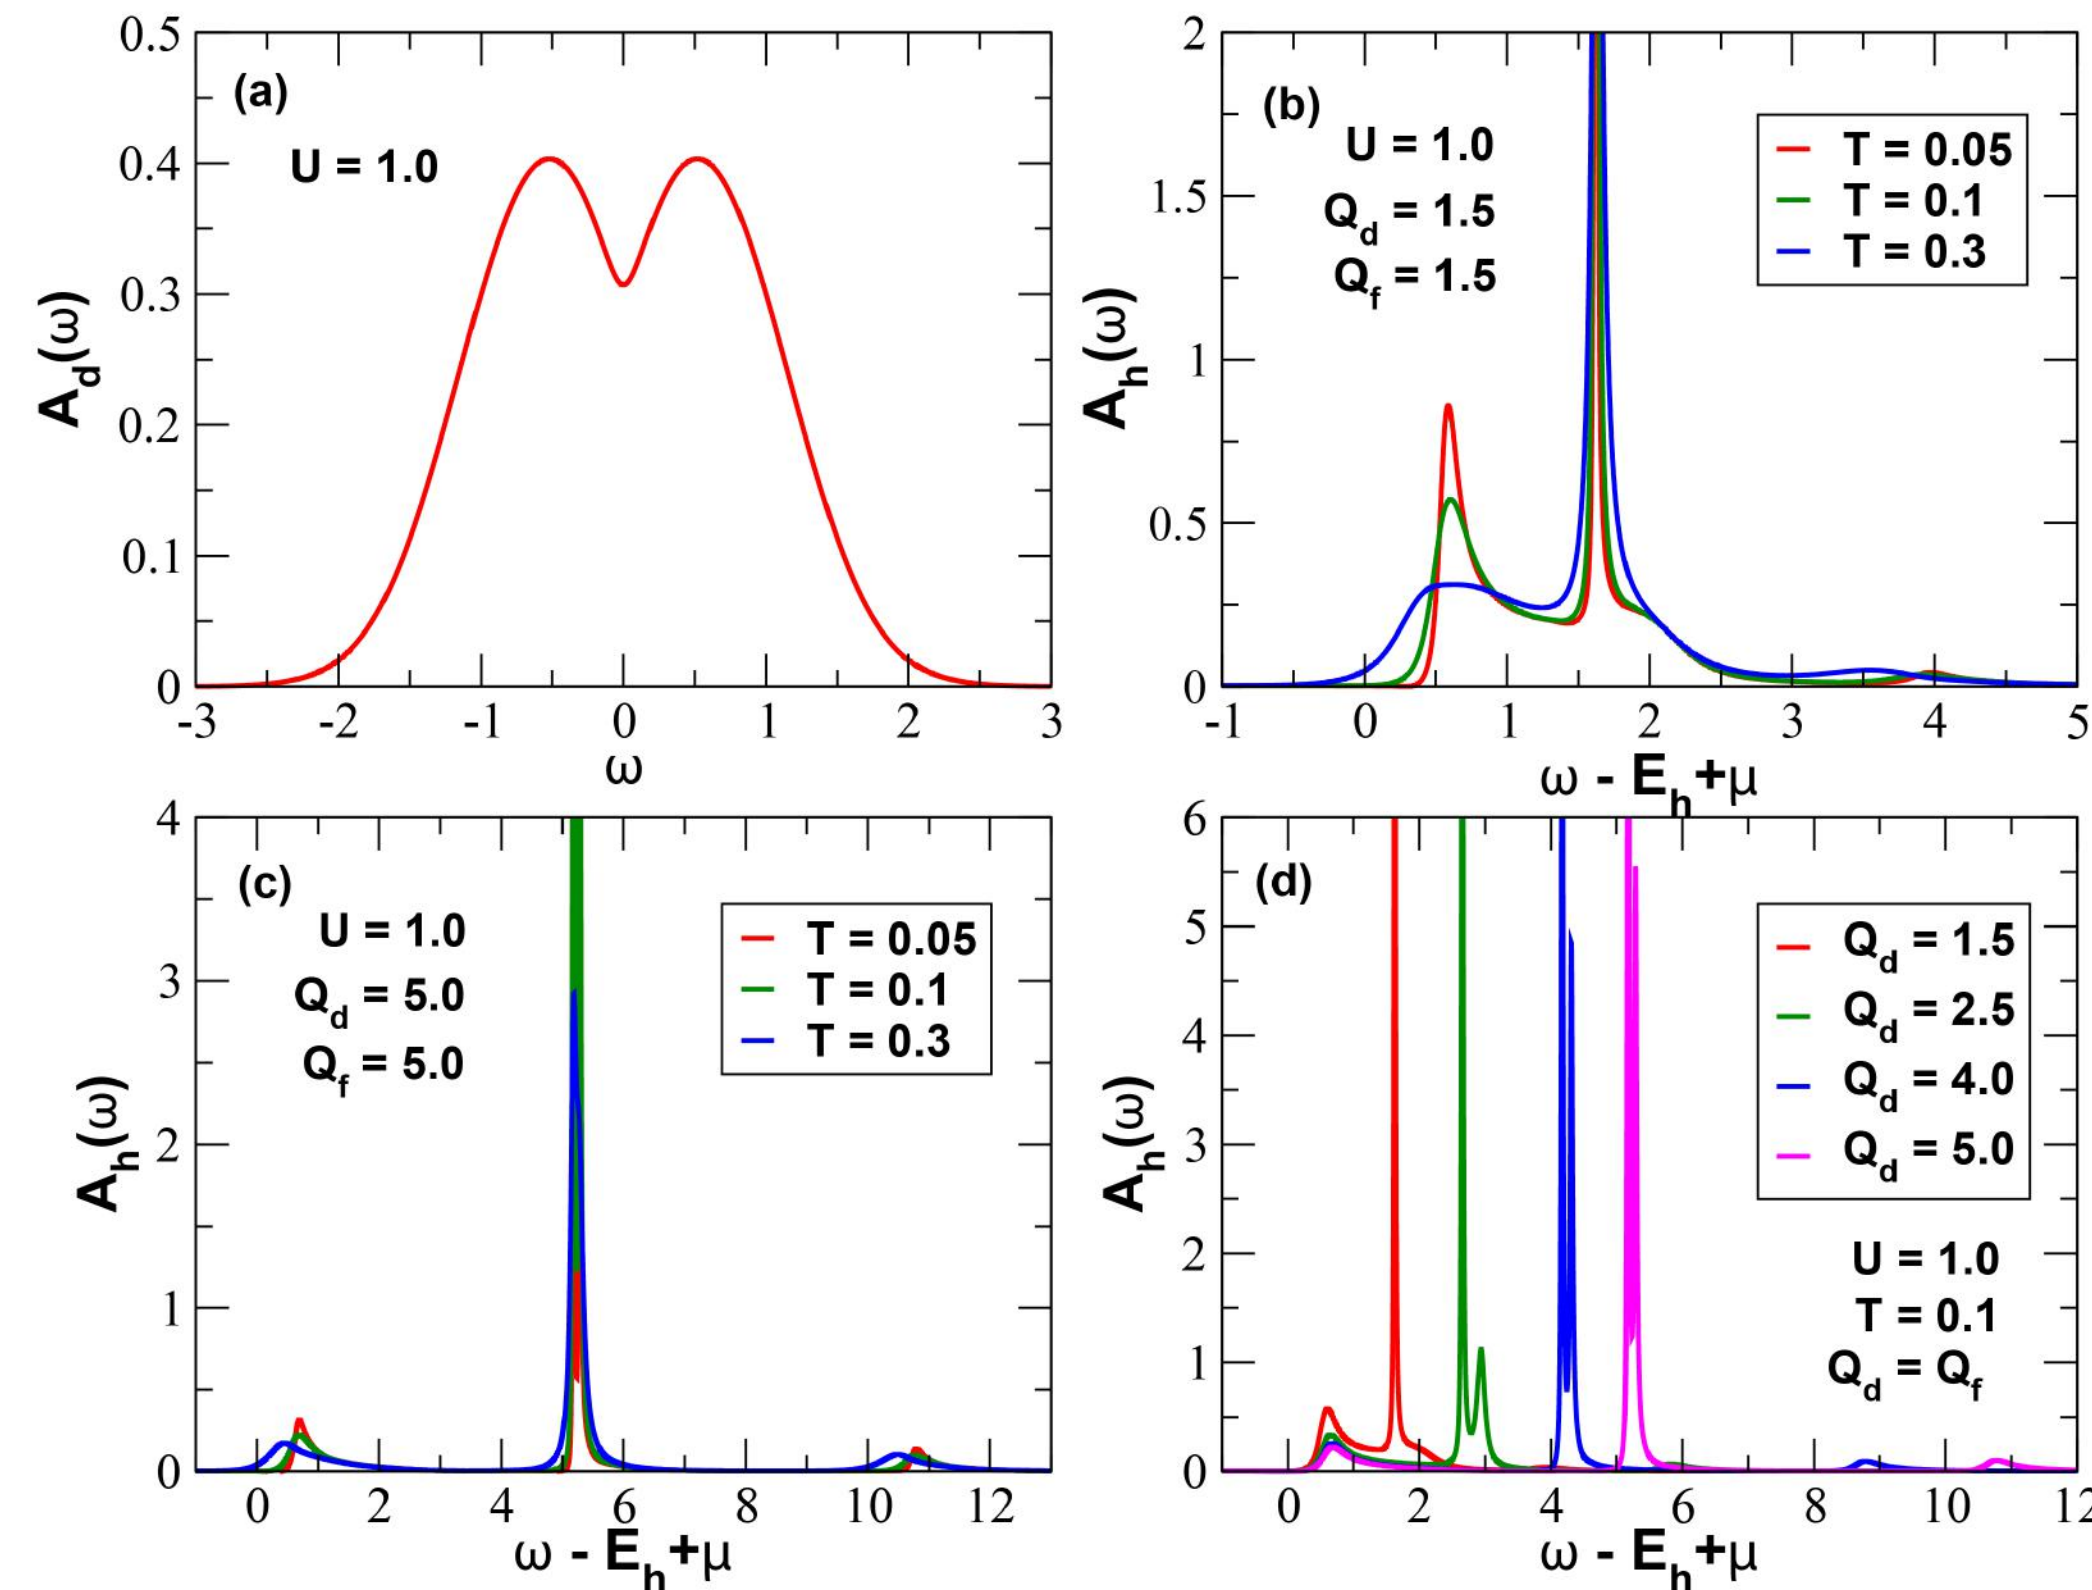 (a)
U = 1.0
A_d(ω)
0.5
0.4
0.3
0.2
0.1
0
-3 -2 -1 0 1 2 3
ω
(b)
U = 1.0
Q_d = 1.5
Q_f = 1.5
T = 0.05
T = 0.1
T = 0.3
A_h(ω)
2
1.5
1
0.5
0
-1 0 1 2 3 4 5
ω - E_h+μ
(c)
U = 1.0
Q_d = 5.0
Q_f = 5.0
T = 0.05
T = 0.1
T = 0.3
A_h(ω)
4
3
2
1
0
0 2 4 6 8 10 12
ω - E_h+μ
(d)
Q_d = 1.5
Q_d = 2.5
Q_d = 4.0
Q_d = 5.0
U = 1.0
T = 0.1
Q_d = Q_f
A_h(ω)
6
5
4
3
2
1
0
0 2 4 6 8 10 12
ω - E_h+μ